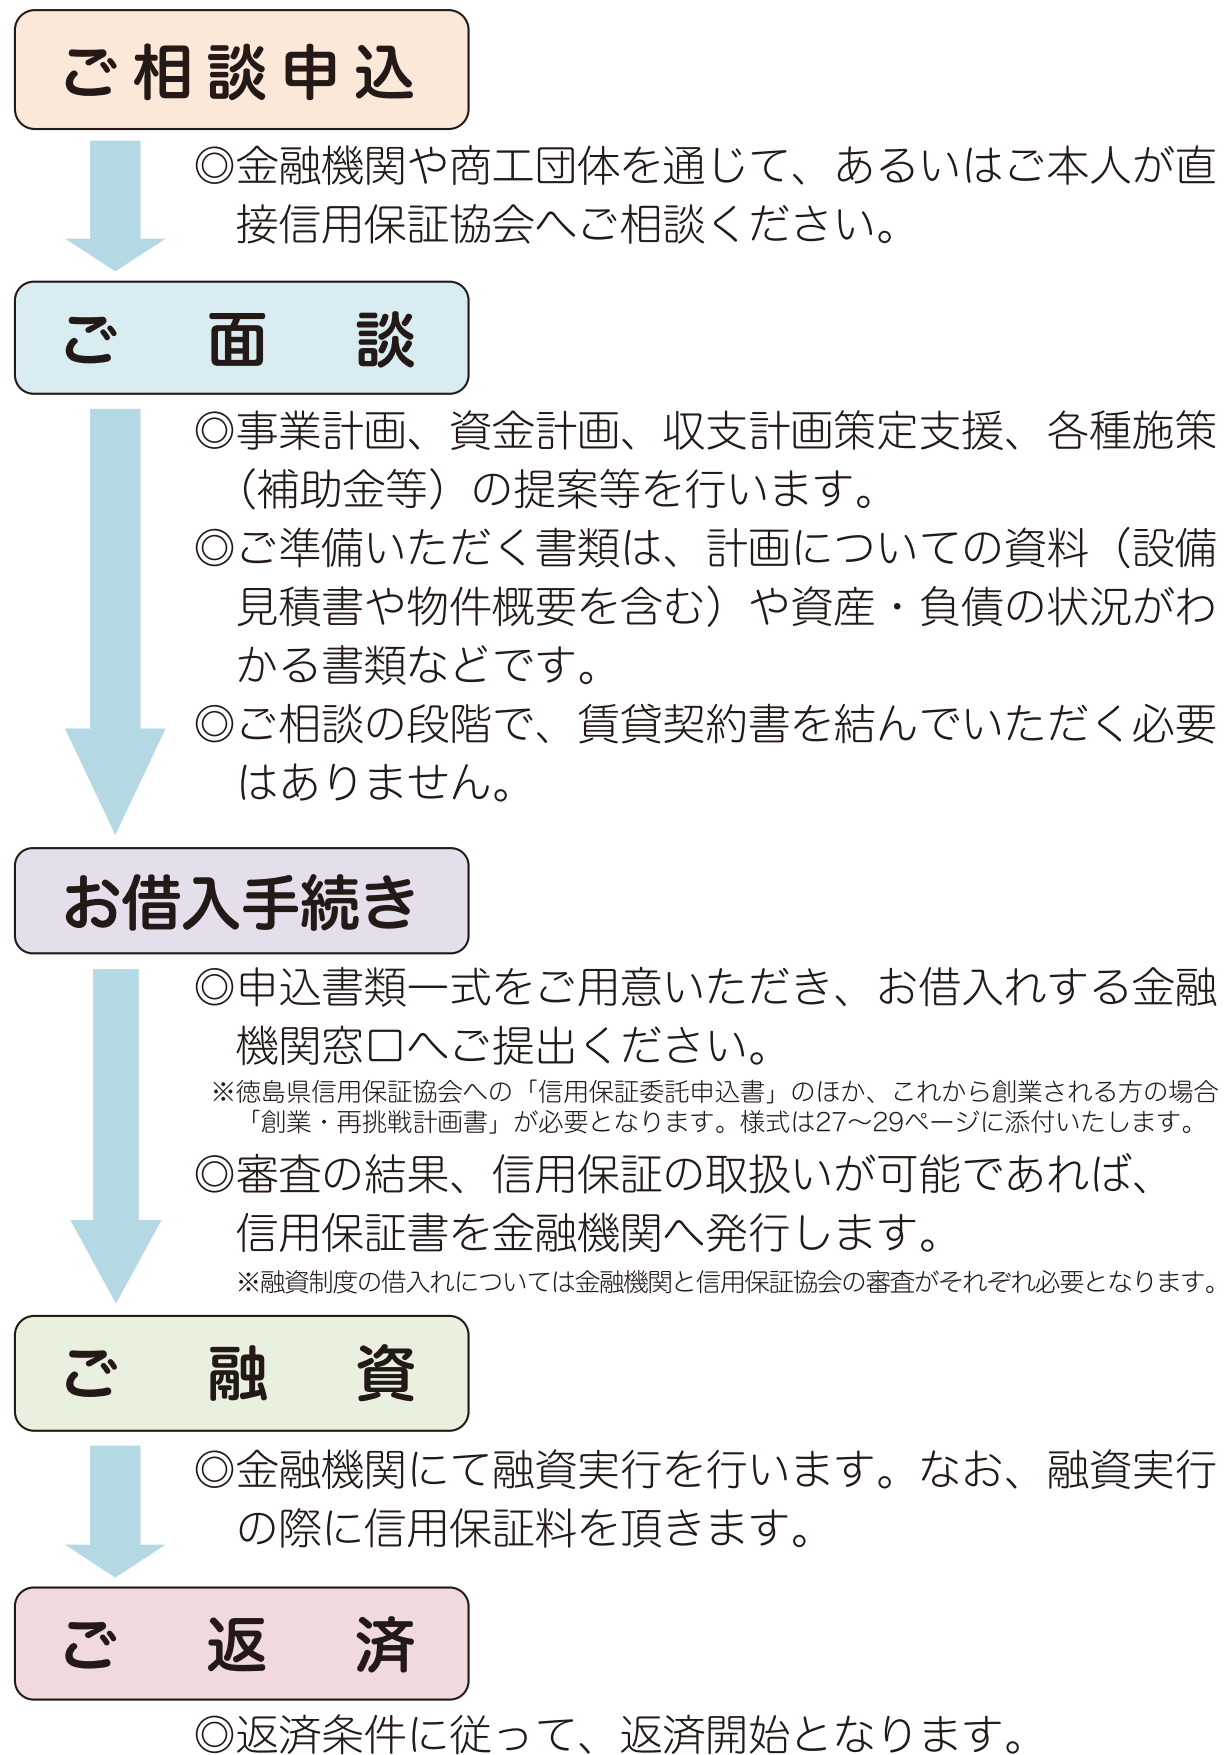 ご相談申込
◎金融機関や商工団体を通じて、あるいはご本人が直
接信用保証協会へご相談ください。
ご面談
◎事業計画、資金計画、収支計画策定支援、各種施策
（補助金等）の提案等を行います。
◎ご準備いただく書類は、計画についての資料（設備
見積書や物件概要を含む）や資産・負債の状況がわ
かる書類などです。
◎ご相談の段階で、賃貸契約書を結んでいただく必要
はありません。
お借入手続き
◎申込書類一式をご用意いただき、お借入れする金融
機関窓口へご提出ください。
※徳島県信用保証協会への「信用保証委託申込書」のほか、これから創業される方の場合
「創業・再挑戦計画書」が必要となります。様式は27～29ページに添付いたします。
◎審査の結果、信用保証の取扱いが可能であれば、
信用保証書を金融機関へ発行します。
※融資制度の借入れについては金融機関と信用保証協会の審査がそれぞれ必要となります。
ご融資
◎金融機関にて融資実行を行います。なお、融資実行
の際に信用保証料を頂きます。
ご返済
◎返済条件に従って、返済開始となります。